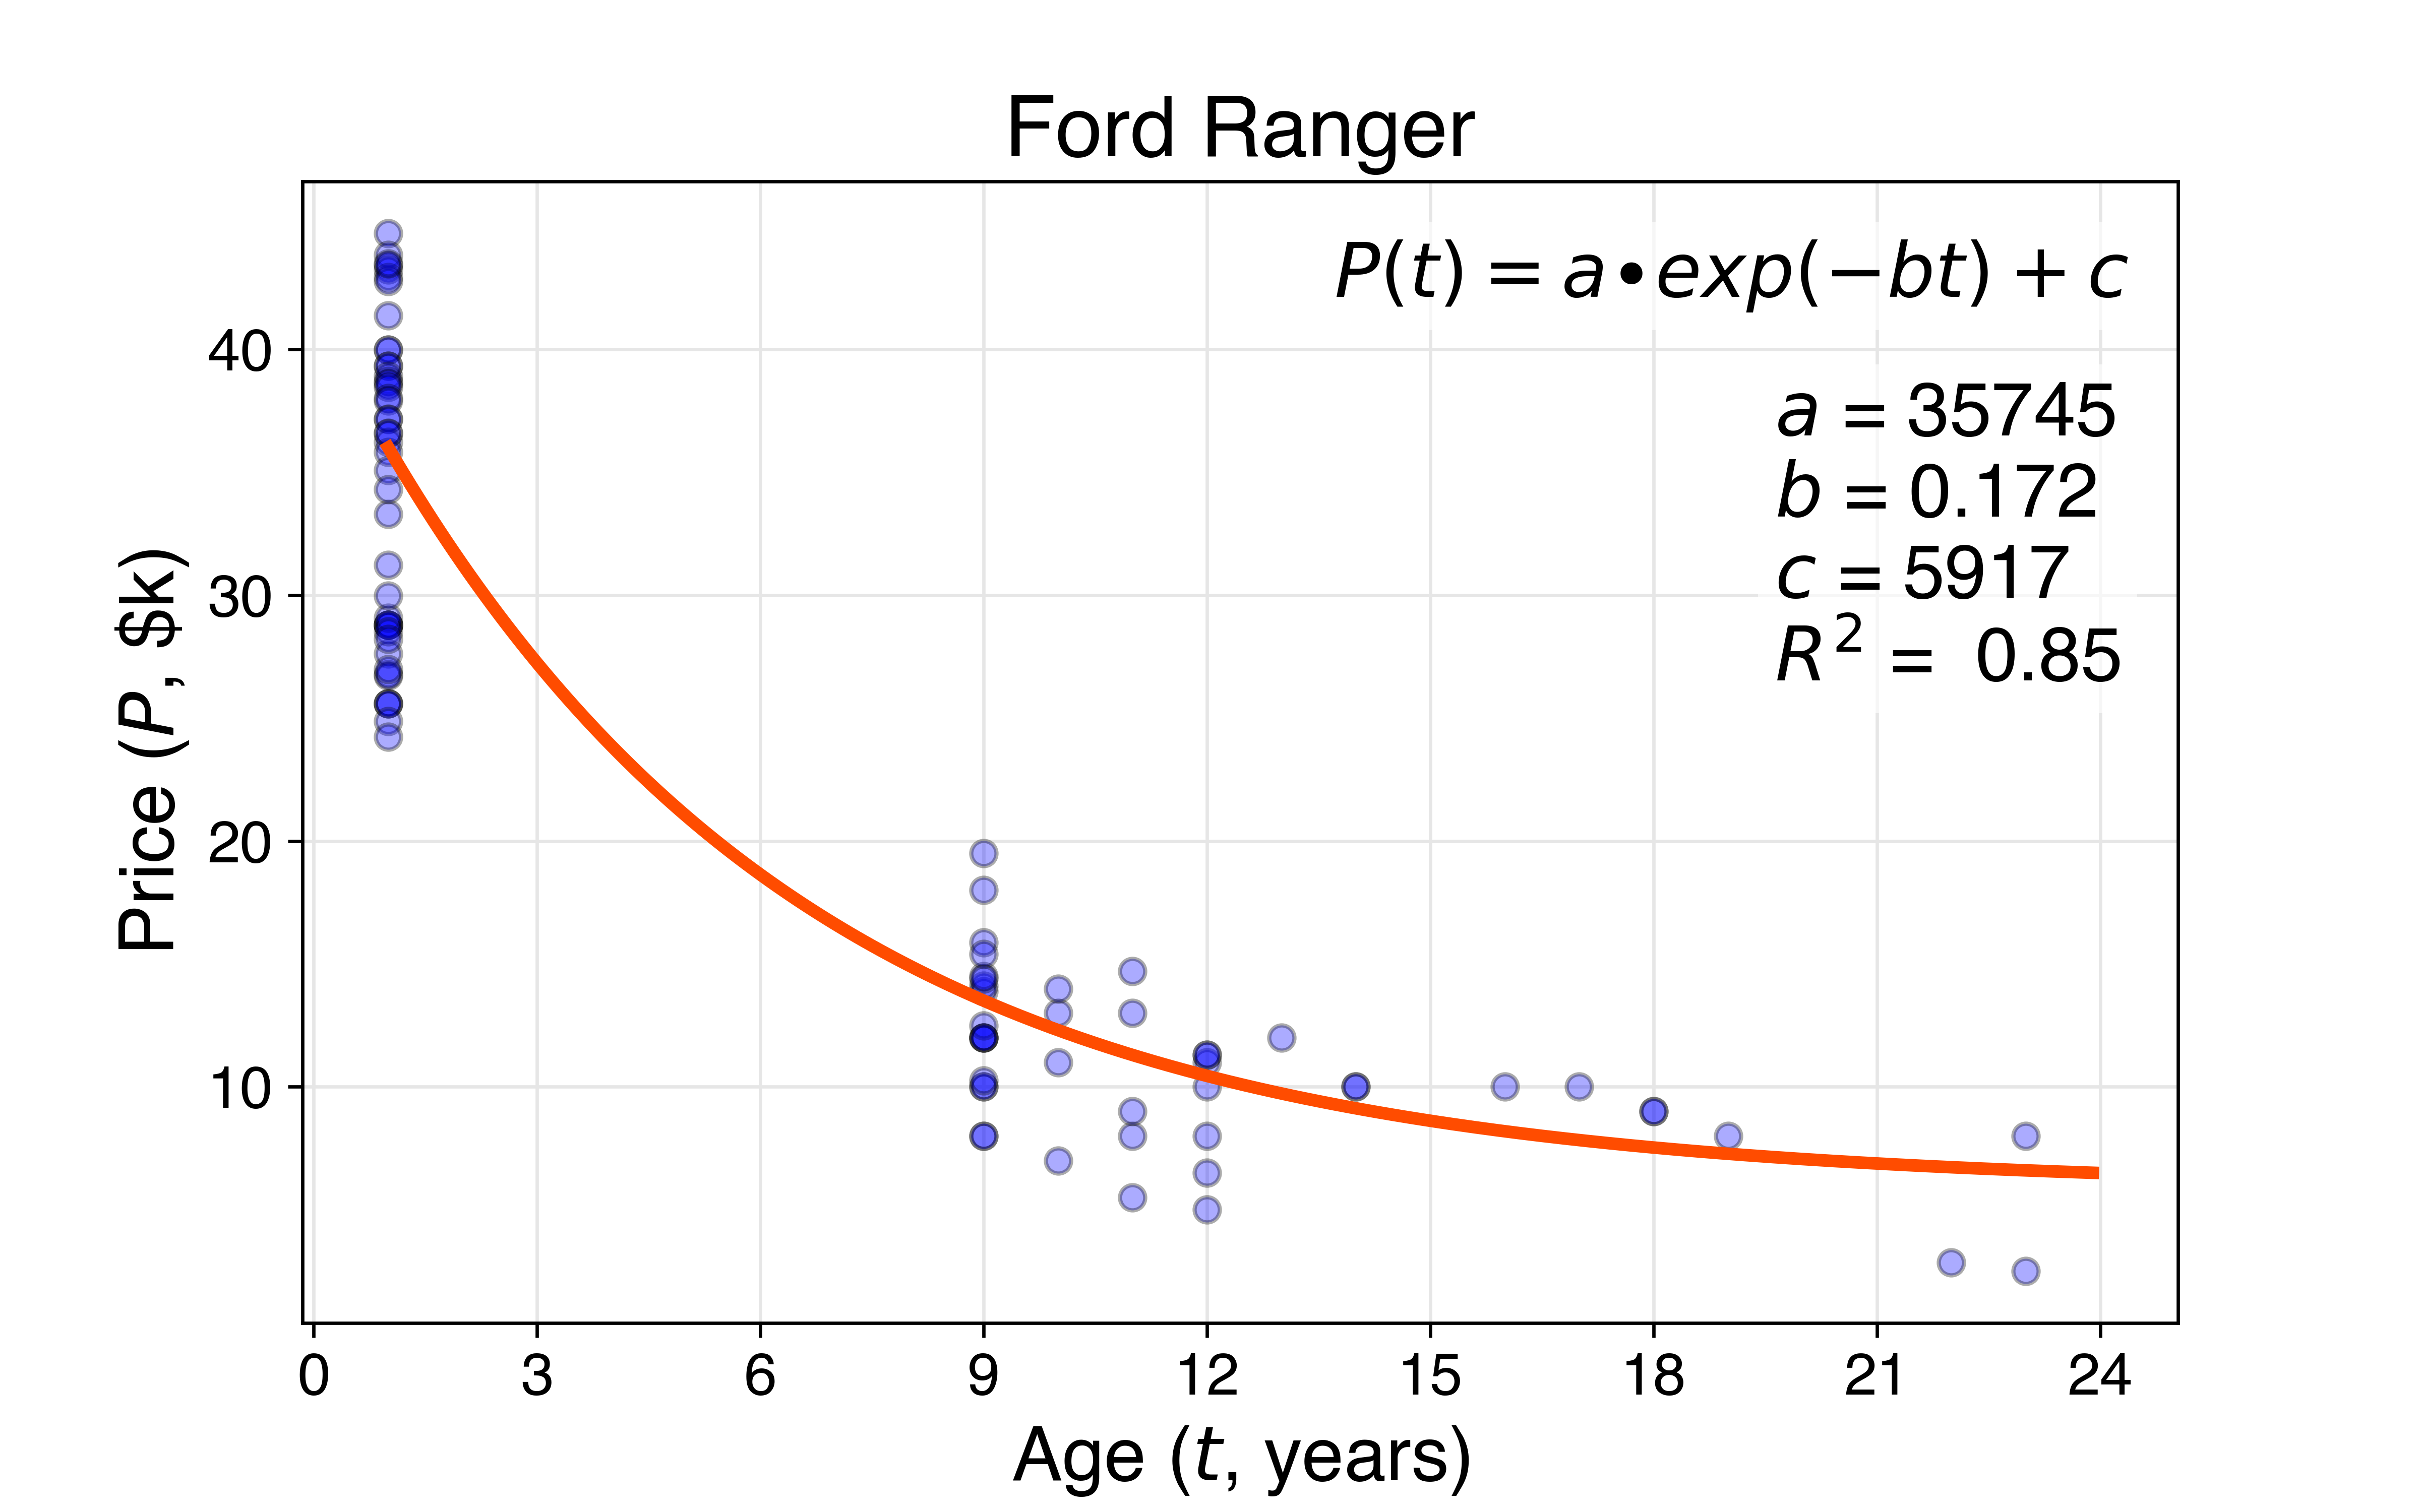 Ford Ranger
P(t) = a•exp(−bt) + c
a = 35745
b = 0.172
c = 5917
R² = 0.85
Price (P, $k)
40
30
20
10
0 3 6 9 12 15 18 21 24
Age (t, years)